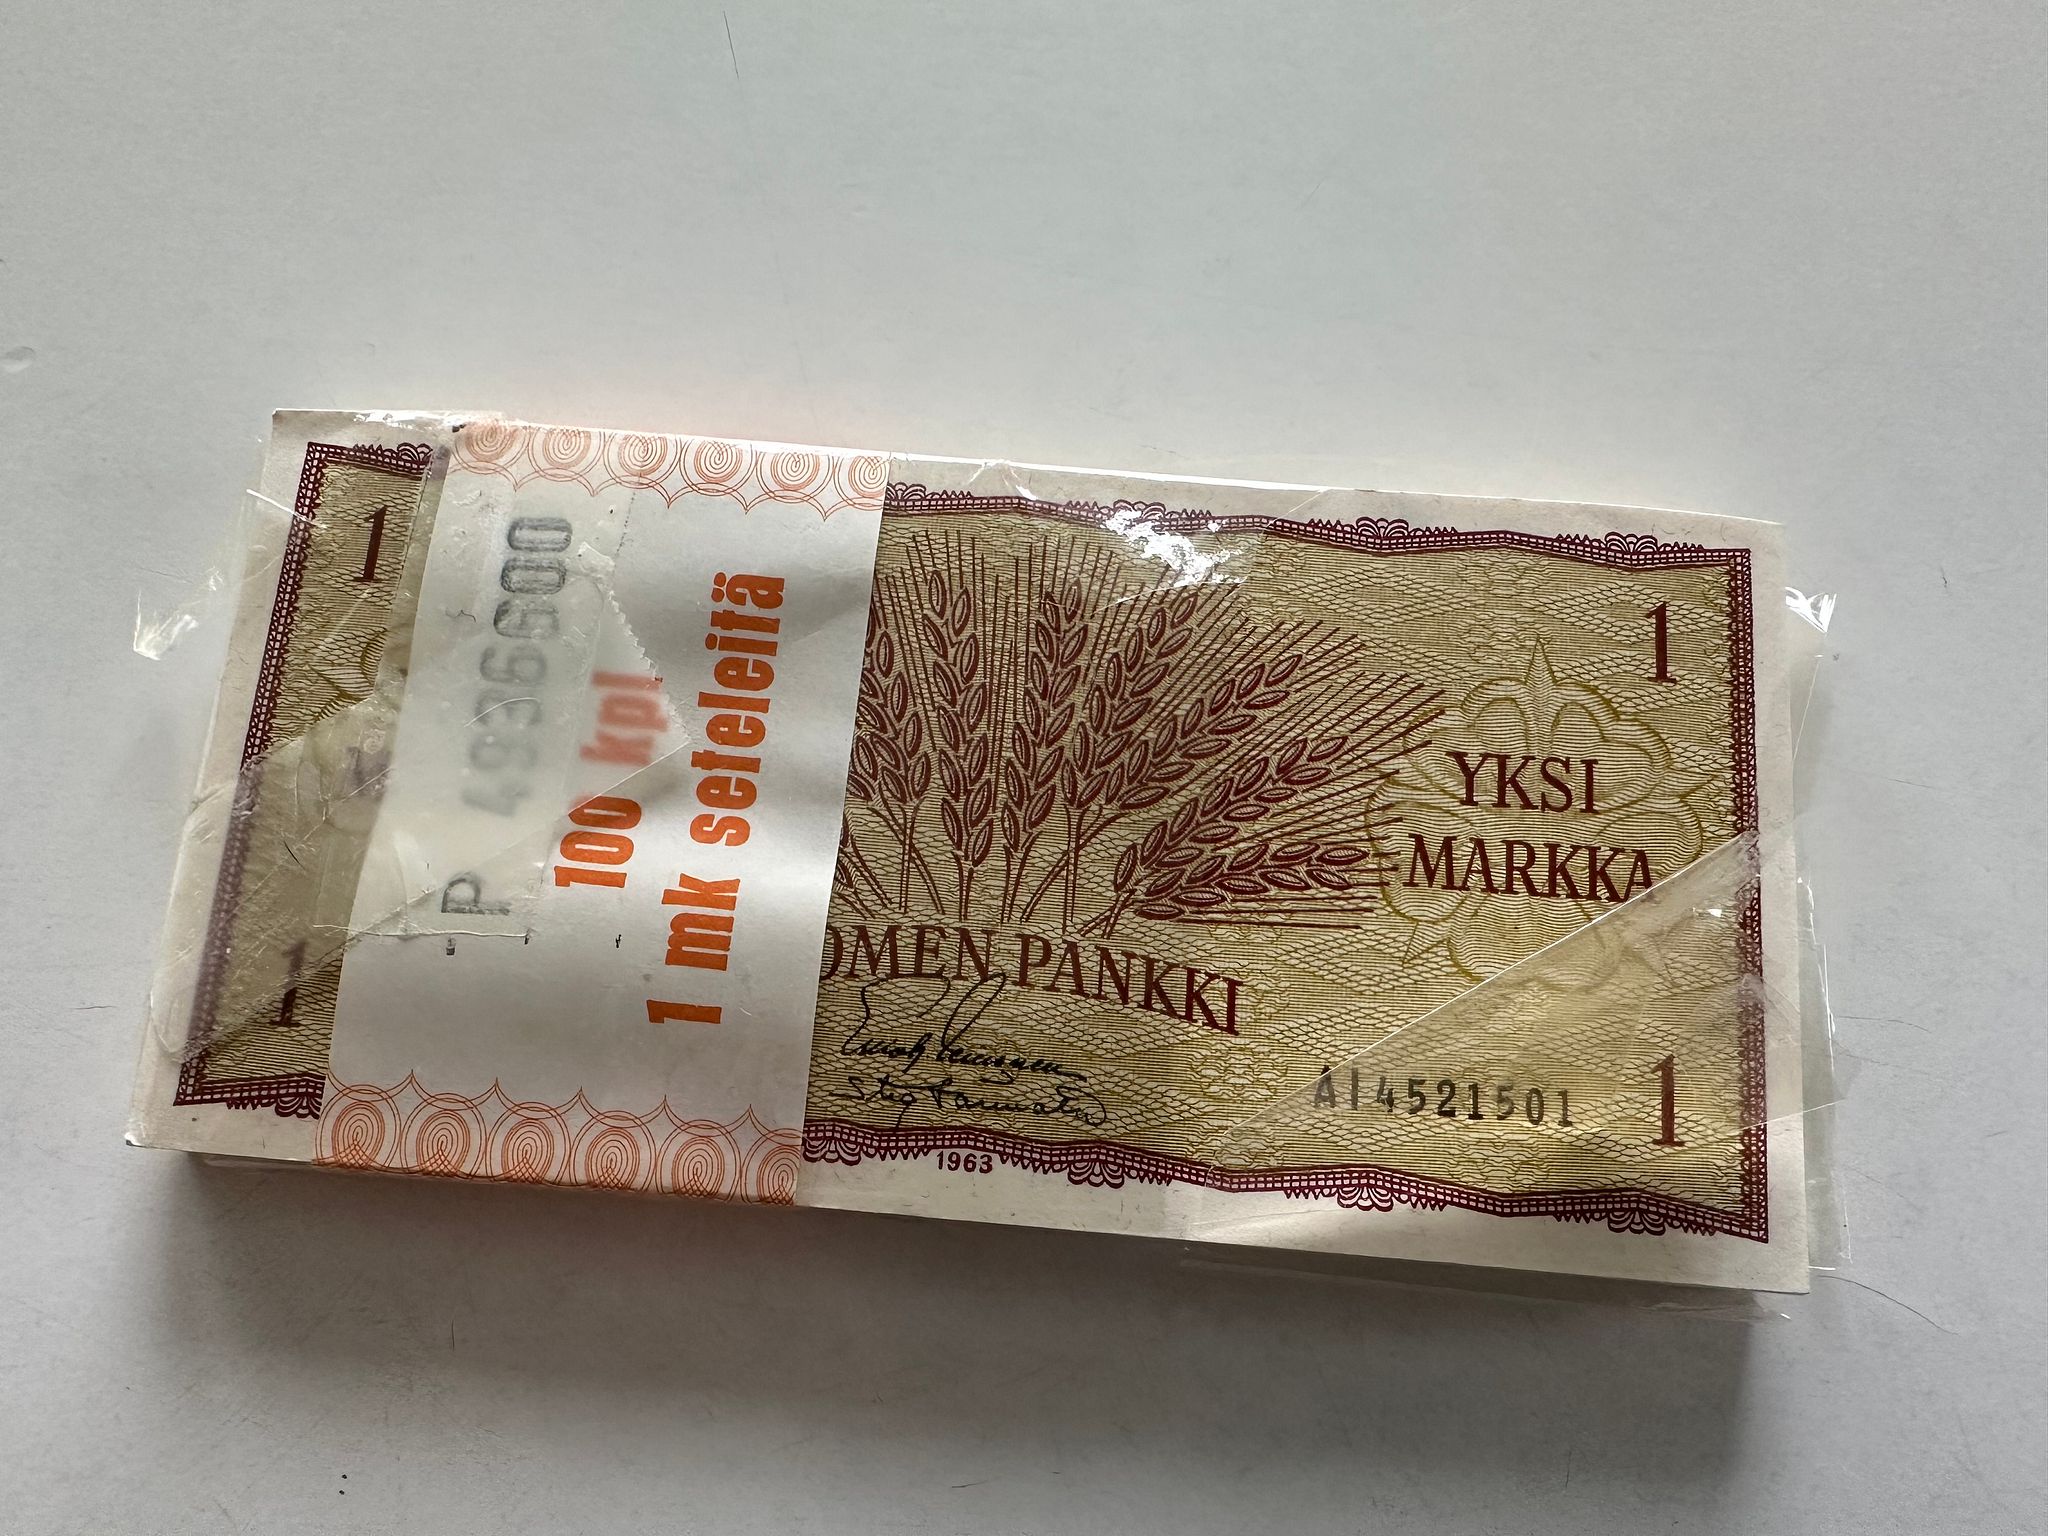 1
1
P 4936600
100 kpl
1 mk seteleitä
1
YKSI
MARKKA
OMEN PANKKI
AI4521501
1
1963